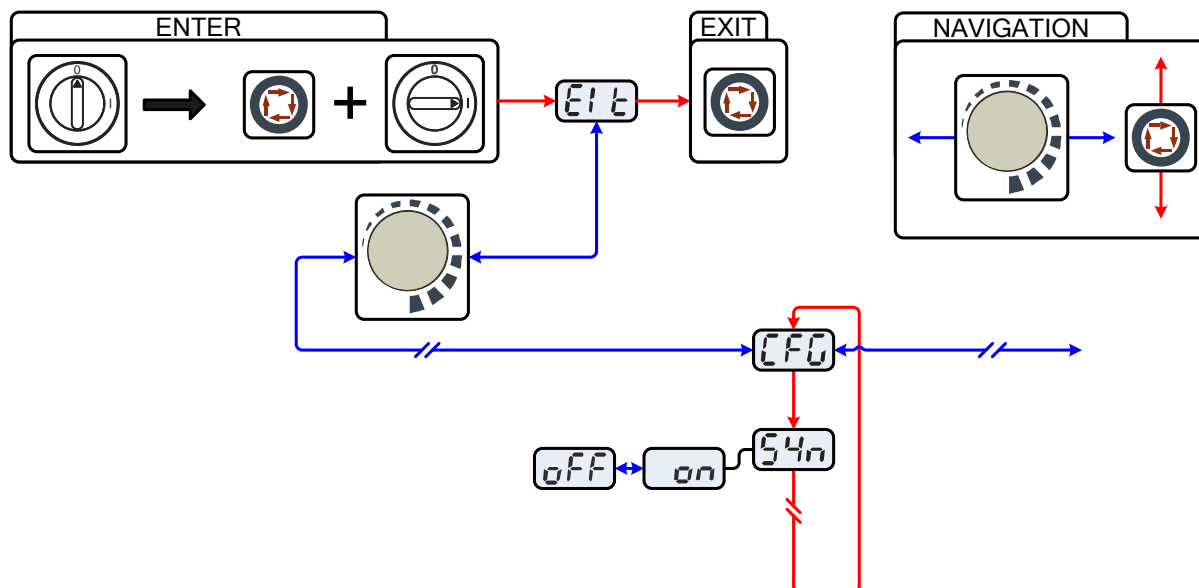 ENTER
EXIT
NAVIGATION
0
I
0
I
EIt
CFG
SYn
oFF
on